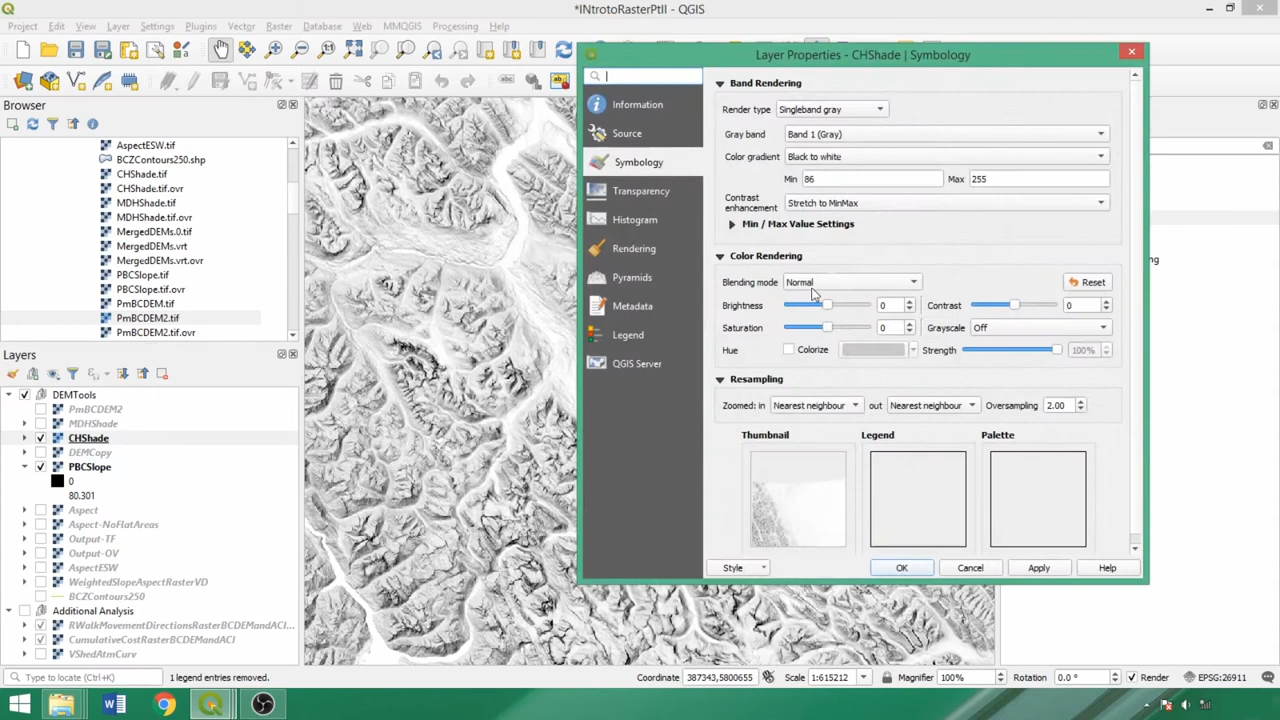 *INtrotoRasterPtII - QGIS
Project Edit View Layer Settings Plugins Vector Raster Database Web MMQGIS Processing Help
Browser
AspectESW.tif
BCZContours250.shp
CHShade.tif
CHShade.tif.ovr
MDHShade.tif
MDHShade.tif.ovr
MergedDEMs.0.tif
MergedDEMs.vrt
MergedDEMs.vrt.ovr
PBCSlope.tif
PBCSlope.tif.ovr
PmBCDEM.tif
PmBCDEM2.tif
PmBCDEM2.tif.ovr
Layers
DEMTools
PmBCDEM2
MDHShade
CHShade
DEMCopy
PBCSlope
0
80.301
Aspect
Aspect-NoFlatAreas
Output-TF
Output-OV
AspectESW
WeightedSlopeAspectRasterVD
BCZContours250
Additional Analysis
RWalkMovementDirectionsRasterBCDEMandACI...
CumulativeCostRasterBCDEMandACI
VShedAtmCurv
Layer Properties - CHShade | Symbology
Information
Source
Symbology
Transparency
Histogram
Rendering
Pyramids
Metadata
Legend
QGIS Server
Band Rendering
Render type Singleband gray
Gray band Band 1 (Gray)
Color gradient Black to white
Min 86 Max 255
Contrast enhancement Stretch to MinMax
Min / Max Value Settings
Color Rendering
Blending mode Normal Reset
Brightness 0 Contrast 0
Saturation 0 Grayscale Off
Hue Colorize Strength 100%
Resampling
Zoomed: in Nearest neighbour out Nearest neighbour Oversampling 2.00
Thumbnail Legend Palette
Style OK Cancel Apply Help
Type to locate (Ctrl+K) 1 legend entries removed. Coordinate 387343,5800655 Scale 1:615212 Magnifier 100% Rotation 0.0 ° Render EPSG:26911